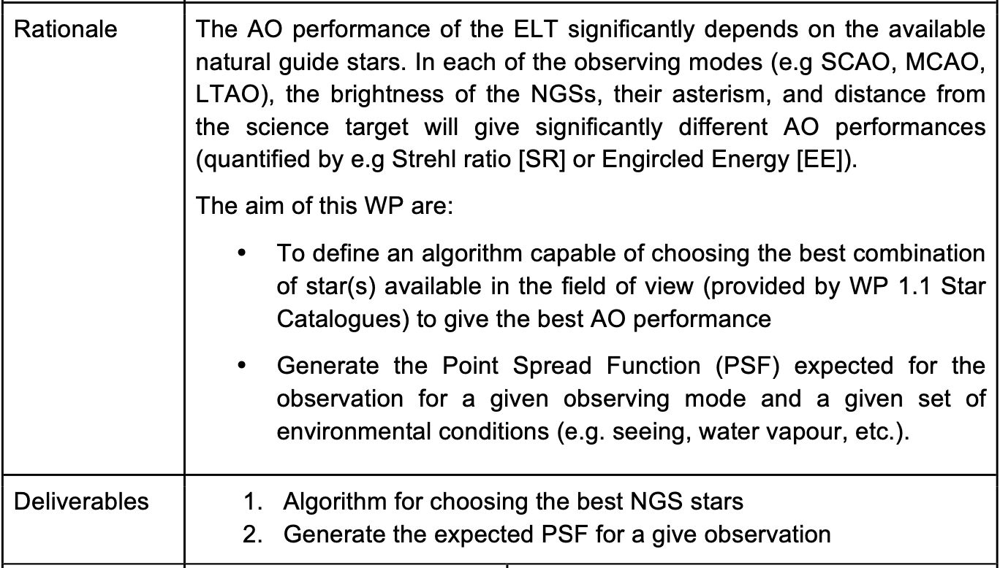 Rationale
The AO performance of the ELT significantly depends on the available
natural guide stars. In each of the observing modes (e.g SCAO, MCAO,
LTAO), the brightness of the NGSs, their asterism, and distance from
the science target will give significantly different AO performances
(quantified by e.g Strehl ratio [SR] or Engircled Energy [EE]).
The aim of this WP are:
• To define an algorithm capable of choosing the best combination
of star(s) available in the field of view (provided by WP 1.1 Star
Catalogues) to give the best AO performance
• Generate the Point Spread Function (PSF) expected for the
observation for a given observing mode and a given set of
environmental conditions (e.g. seeing, water vapour, etc.).
Deliverables
1. Algorithm for choosing the best NGS stars
2. Generate the expected PSF for a give observation